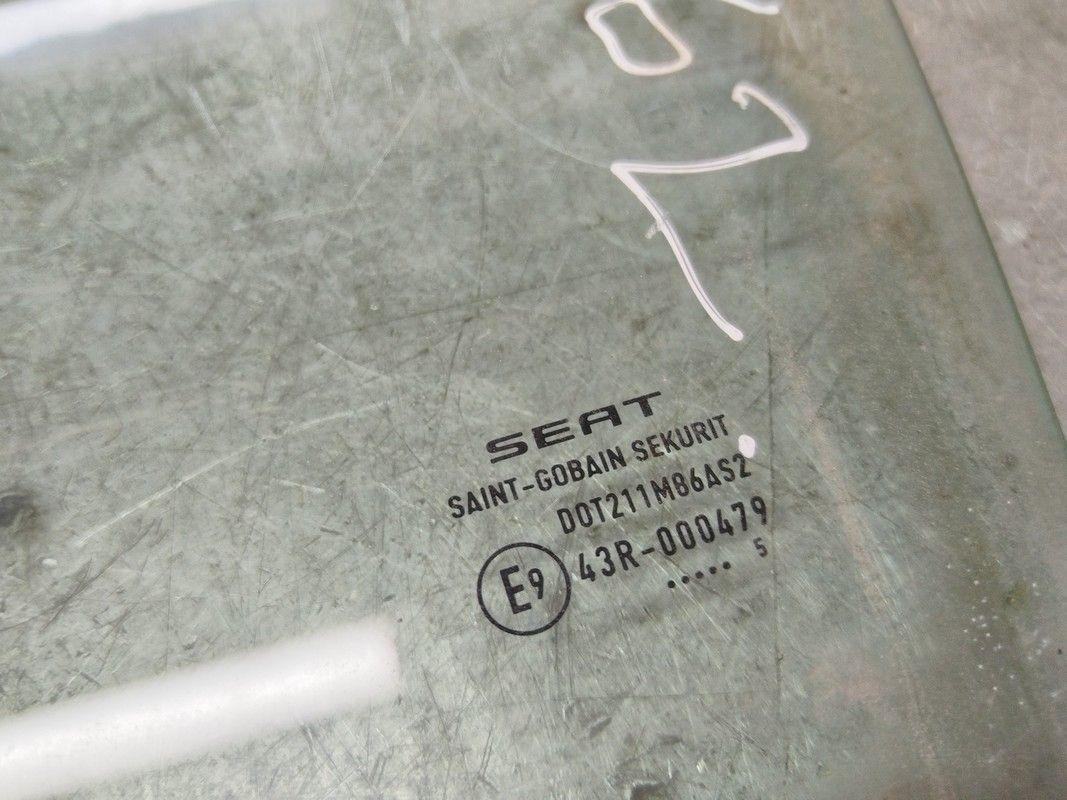 SEAT
SAINT-GOBAIN SEKURIT
DOT211M86AS2
E9 43R-000479
..... 5